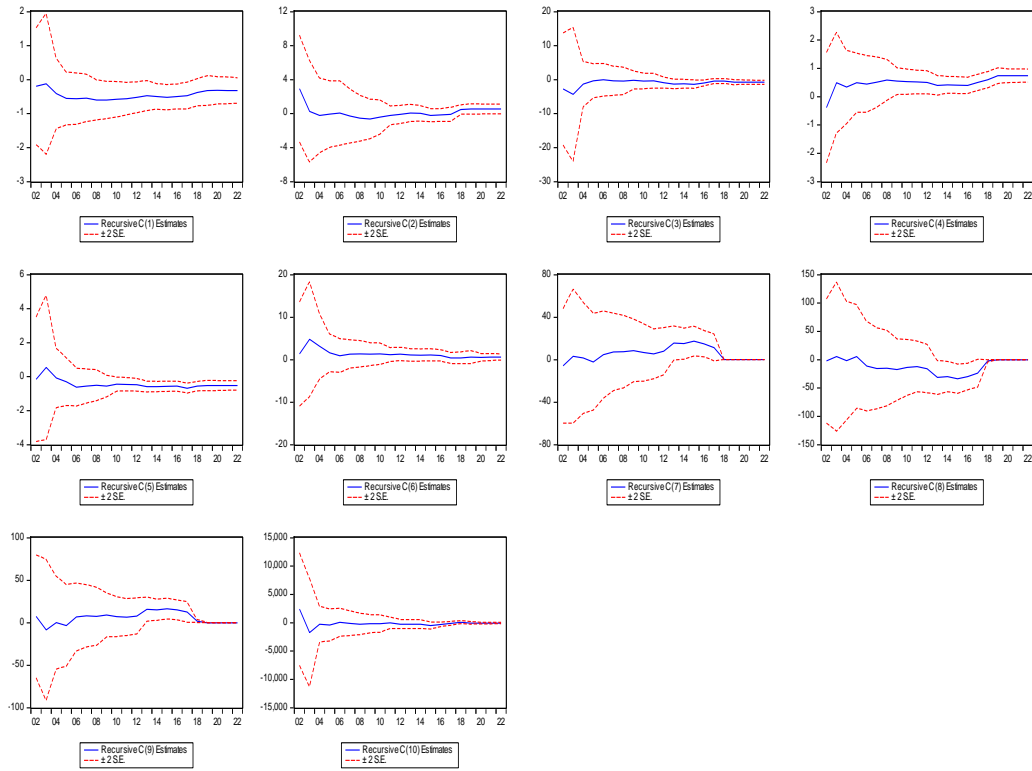 2
1
0
-1
-2
-3
02 04 06 08 10 12 14 16 18 20 22
Recursive C(1) Estimates
± 2 S.E.
12
8
4
0
-4
-8
02 04 06 08 10 12 14 16 18 20 22
Recursive C(2) Estimates
± 2 S.E.
20
10
0
-10
-20
-30
02 04 06 08 10 12 14 16 18 20 22
Recursive C(3) Estimates
± 2 S.E.
3
2
1
0
-1
-2
-3
02 04 06 08 10 12 14 16 18 20 22
Recursive C(4) Estimates
± 2 S.E.
6
4
2
0
-2
-4
02 04 06 08 10 12 14 16 18 20 22
Recursive C(5) Estimates
± 2 S.E.
20
10
0
-10
-20
02 04 06 08 10 12 14 16 18 20 22
Recursive C(6) Estimates
± 2 S.E.
80
40
0
-40
-80
02 04 06 08 10 12 14 16 18 20 22
Recursive C(7) Estimates
± 2 S.E.
150
100
50
0
-50
-100
-150
02 04 06 08 10 12 14 16 18 20 22
Recursive C(8) Estimates
± 2 S.E.
100
50
0
-50
-100
02 04 06 08 10 12 14 16 18 20 22
Recursive C(9) Estimates
± 2 S.E.
15,000
10,000
5,000
0
-5,000
-10,000
-15,000
02 04 06 08 10 12 14 16 18 20 22
Recursive C(10) Estimates
± 2 S.E.